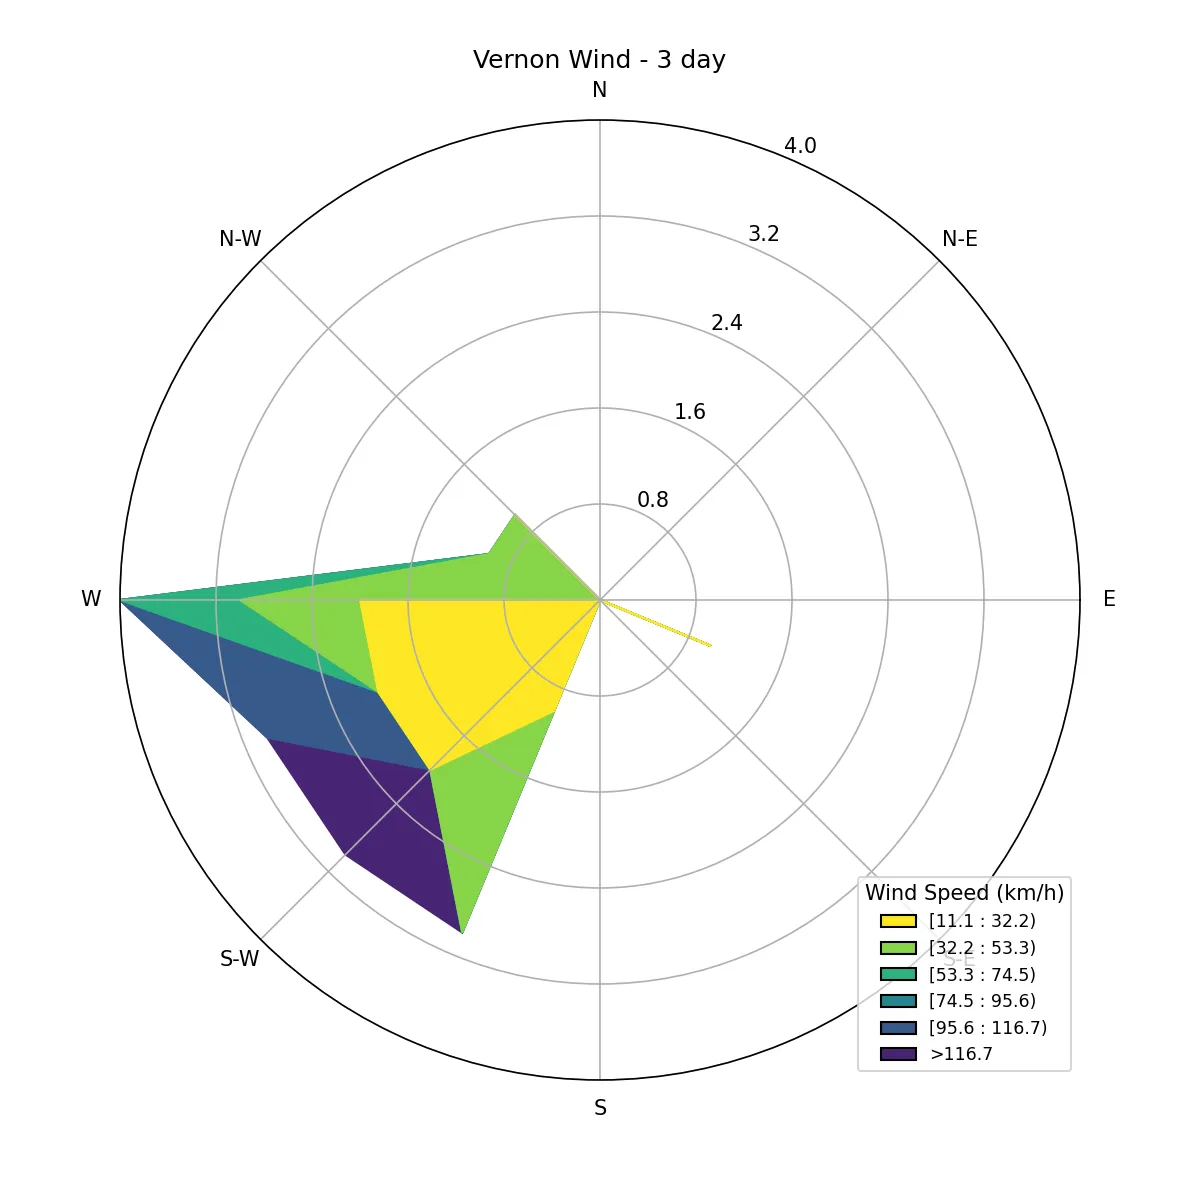 Vernon Wind - 3 day
N
4.0
N-W
3.2
N-E
2.4
1.6
0.8
W
E
S-W
S-E
S
Wind Speed (km/h)
[11.1 : 32.2)
[32.2 : 53.3)
[53.3 : 74.5)
[74.5 : 95.6)
[95.6 : 116.7)
>116.7